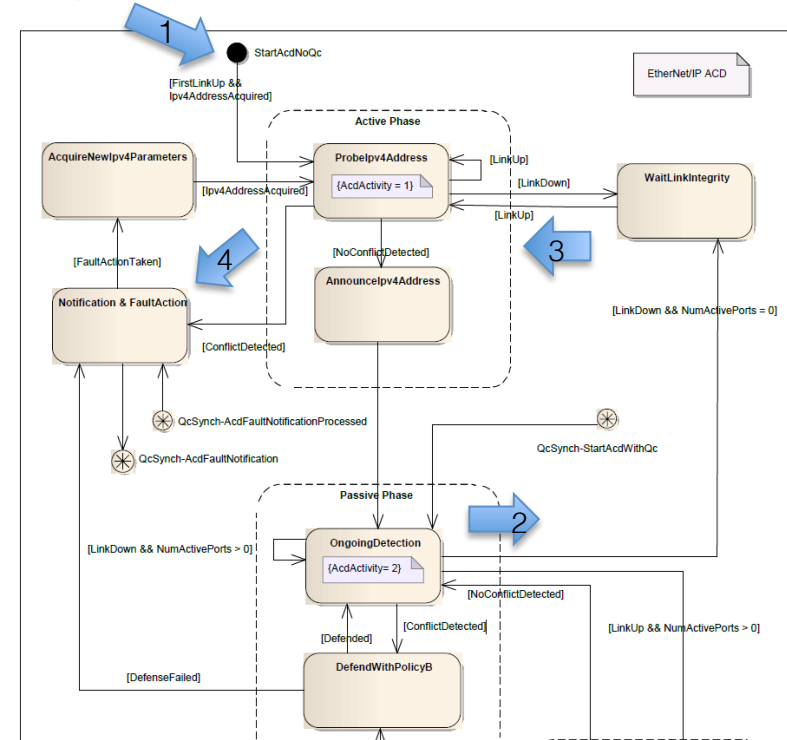 1
StartAcdNoQc
EtherNet/IP ACD
[FirstLinkUp &&
Ipv4AddressAcquired]
Active Phase
AcquireNewIpv4Parameters
ProbeIpv4Address
{AcdActivity = 1}
[LinkUp]
WaitLinkIntegrity
[Ipv4AddressAcquired]
[LinkDown]
[LinkUp]
4
3
[FaultActionTaken]
[NoConflictDetected]
Notification & FaultAction
AnnounceIpv4Address
[LinkDown && NumActivePorts = 0]
[ConflictDetected]
QcSynch-AcdFaultNotificationProcessed
QcSynch-AcdFaultNotification
QcSynch-StartAcdWithQc
Passive Phase
2
[LinkDown && NumActivePorts > 0]
OngoingDetection
{AcdActivity= 2}
[NoConflictDetected]
[Defended]
[ConflictDetected]
[LinkUp && NumActivePorts > 0]
DefendWithPolicyB
[DefenseFailed]